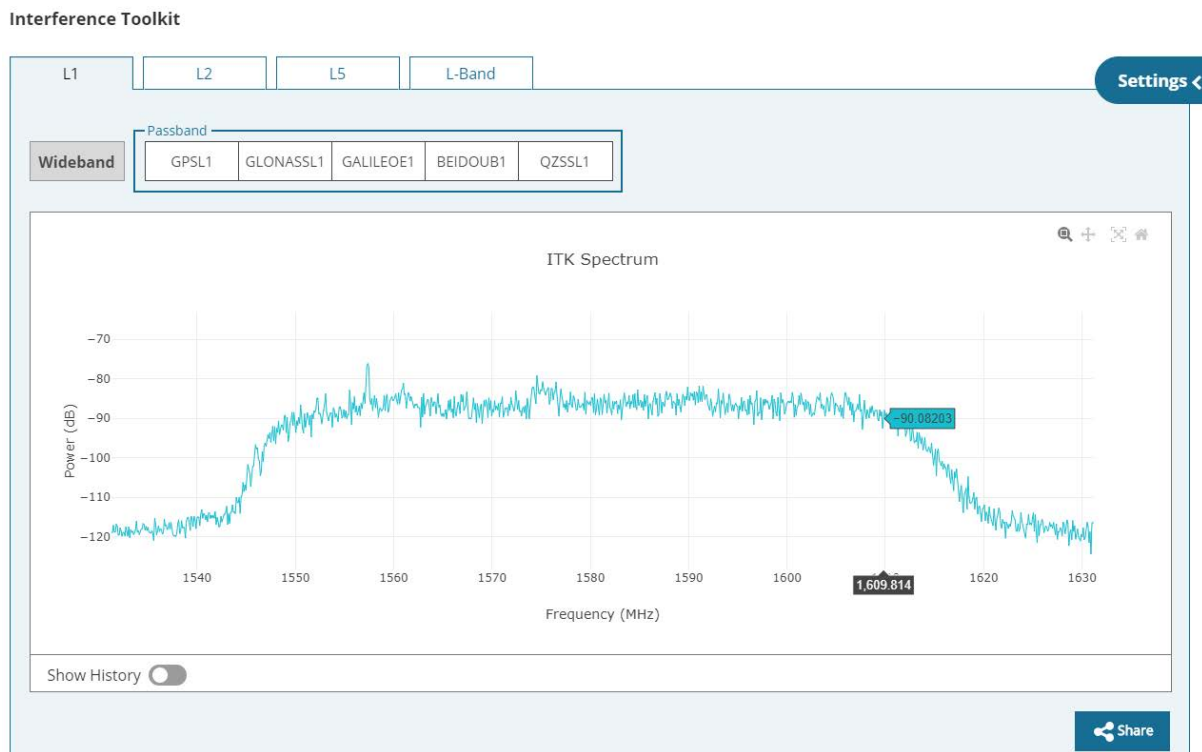 Interference Toolkit
L1 L2 L5 L-Band
Settings
Passband
Wideband GPSL1 GLONASSL1 GALILEOE1 BEIDOUB1 QZSSL1
ITK Spectrum
−70
−80
−90
−100
−110
−120
Power (dB)
−90.08203
1540 1550 1560 1570 1580 1590 1600 1620 1630
1,609.814
Frequency (MHz)
Show History
Share